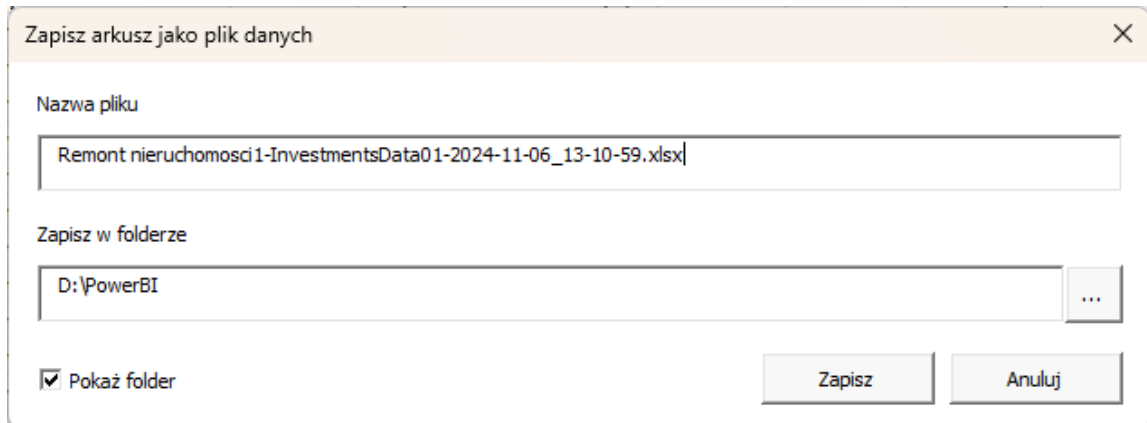 Zapisz arkusz jako plik danych
Nazwa pliku
Remont nieruchomosci1-InvestmentsData01-2024-11-06_13-10-59.xlsx
Zapisz w folderze
D:\PowerBI
...
Pokaż folder
Zapisz
Anuluj